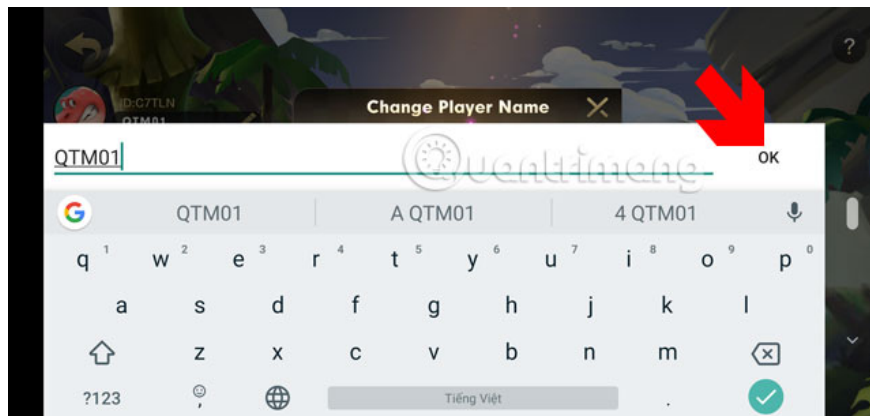 ?
ID:C7TLN
QTM01
Change Player Name
QTM01
OK
Quantrimang
G QTM01 A QTM01 4 QTM01
q 1 w 2 e 3 r 4 t 5 y 6 u 7 i 8 o 9 p 0
a s d f g h j k l
z x c v b n m
?123 , Tiếng Việt .